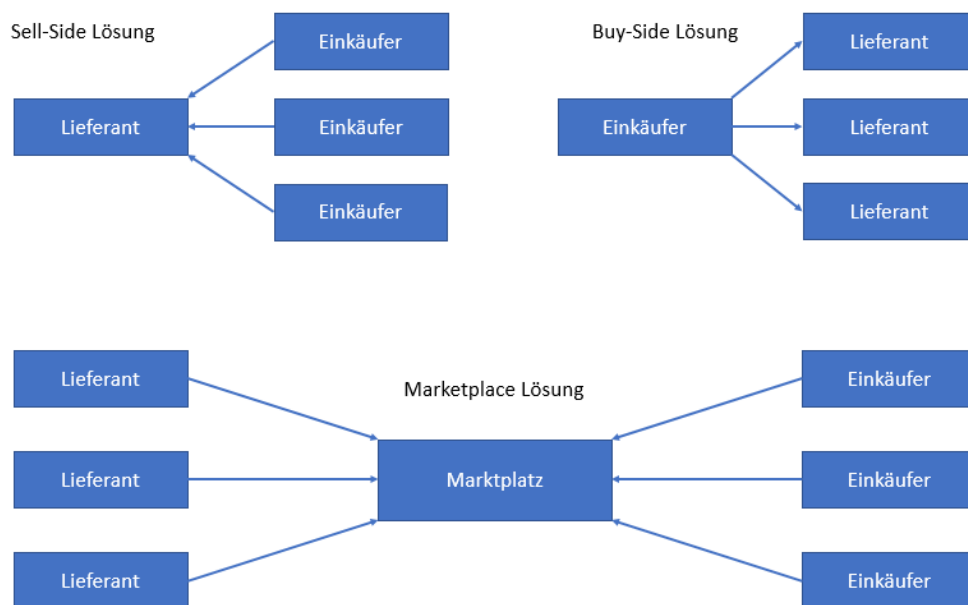 Sell-Side Lösung
Einkäufer
Lieferant
Einkäufer
Einkäufer
Buy-Side Lösung
Lieferant
Einkäufer
Lieferant
Lieferant
Marketplace Lösung
Lieferant
Lieferant
Lieferant
Marktplatz
Einkäufer
Einkäufer
Einkäufer